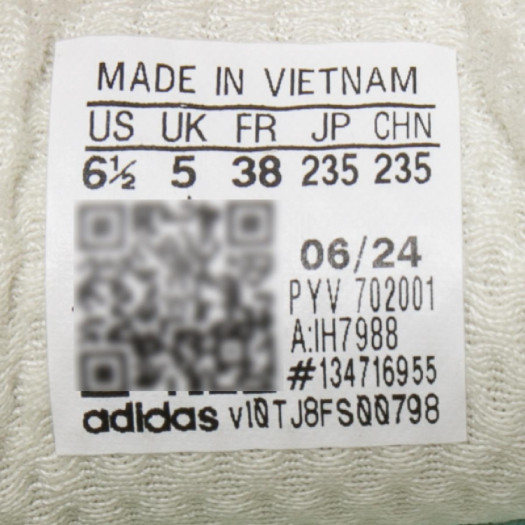 MADE IN VIETNAM
US UK FR JP CHN
6½ 5 38 235 235
06/24
PYV 702001
A:IH7988
#134716955
adidas v10TJ8FS00798